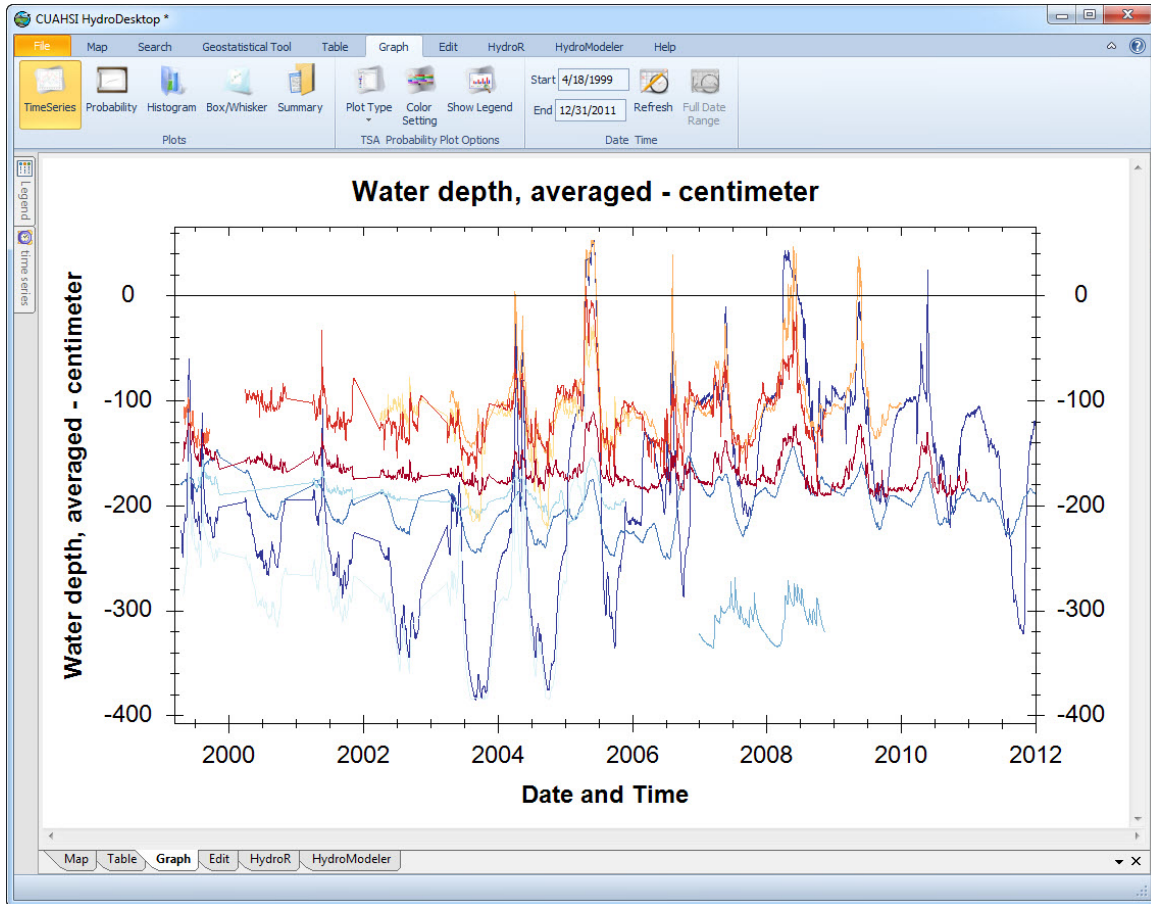 CUAHSI HydroDesktop *
File Map Search Geostatistical Tool Table Graph Edit HydroR HydroModeler Help
TimeSeries Probability Histogram Box/Whisker Summary
Plots
Plot Type Color Setting Show Legend
TSA Probability Plot Options
Start 4/18/1999
End 12/31/2011
Refresh Full Date Range
Date Time
Legend
time series
Water depth, averaged - centimeter
Water depth, averaged - centimeter
0 0
-100 -100
-200 -200
-300 -300
-400 -400
2000 2002 2004 2006 2008 2010 2012
Date and Time
Map Table Graph Edit HydroR HydroModeler